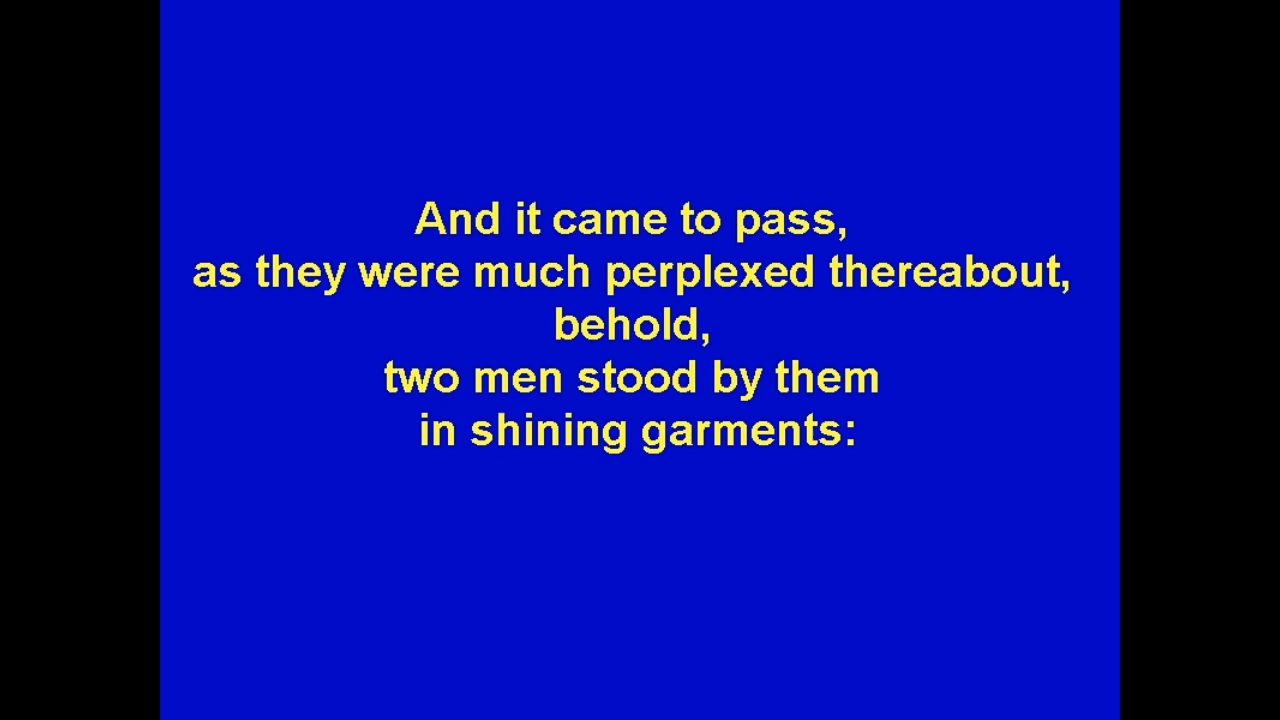 And it came to pass,
as they were much perplexed thereabout,
behold,
two men stood by them
in shining garments: